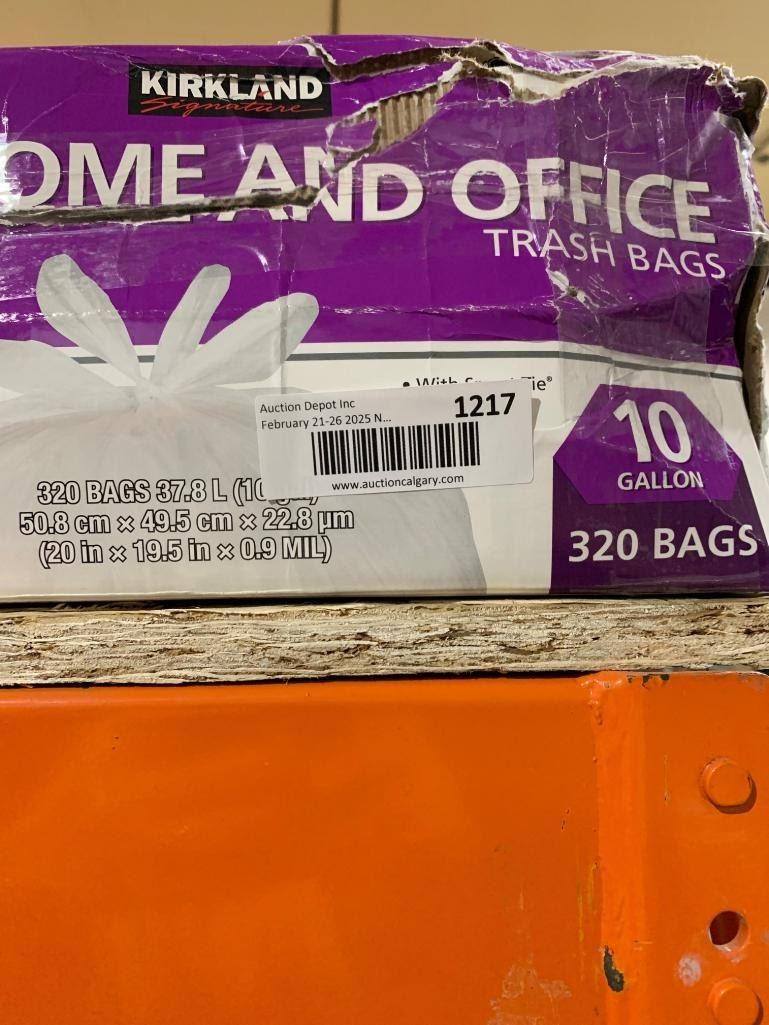 KIRKLAND
Signature
OME AND OFFICE
TRASH BAGS
• With Tie®
Auction Depot Inc
1217
February 21-26 2025 N...
www.auctioncalgary.com
10
GALLON
320 BAGS
320 BAGS 37.8 L (10
50.8 cm × 49.5 cm × 22.8 µm
(20 in × 19.5 in × 0.9 MIL)